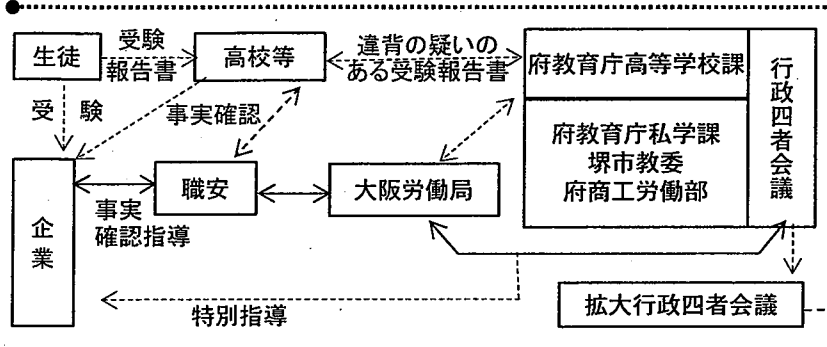 生徒
受験
報告書
高校等
違背の疑いの
ある受験報告書
府教育庁高等学校課
府教育庁私学課
堺市教委
府商工労働部
行政四者会議
受験
事実確認
企業
職安
大阪労働局
事実
確認指導
特別指導
拡大行政四者会議